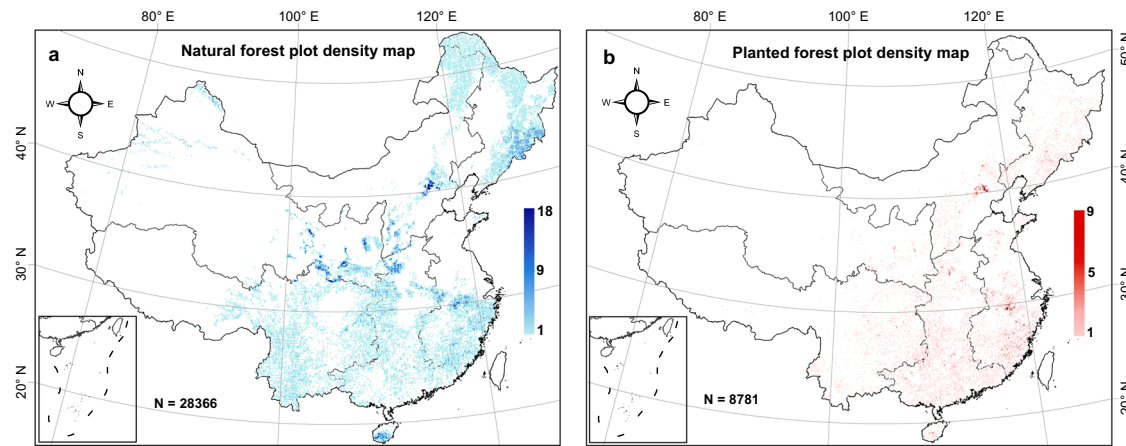 80° E 100° E 120° E 80° E 100° E 120° E
a Natural forest plot density map
b Planted forest plot density map
N
W E
S
N
W E
S
50° N
40° N
40° N
30° N
30° N
20° N
20° N
18
9
1
9
5
1
N = 28366
N = 8781